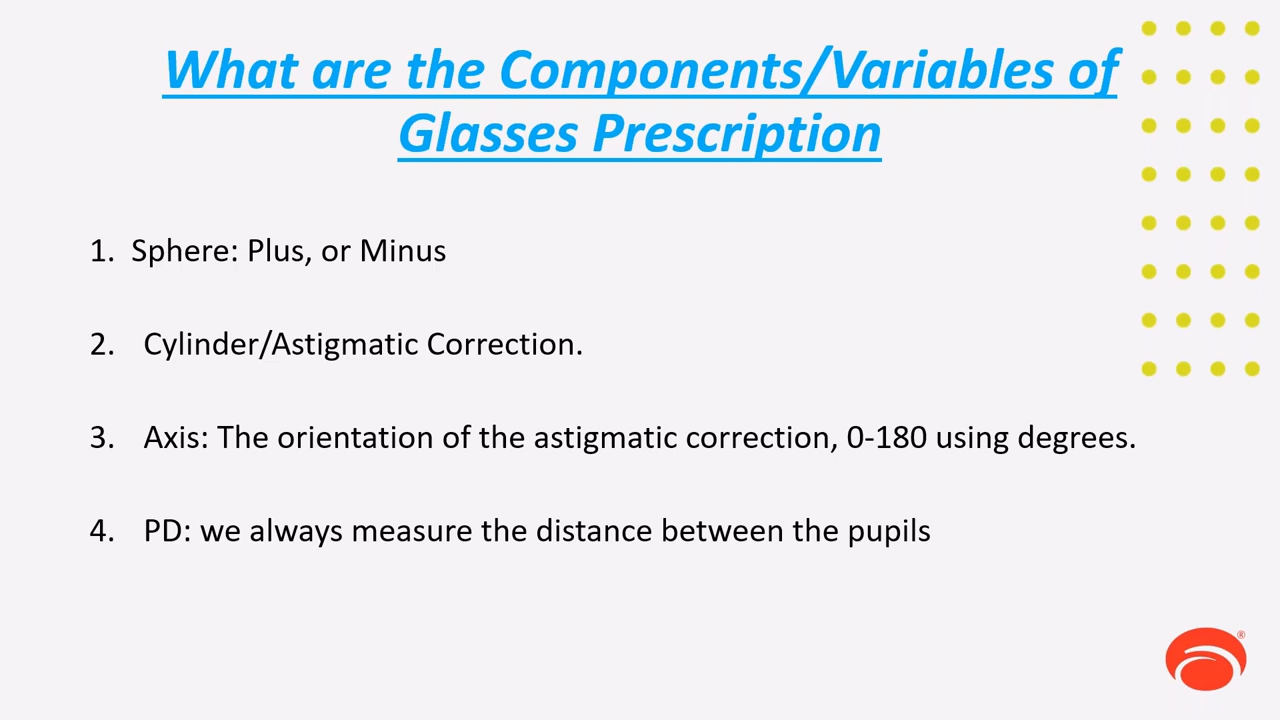 What are the Components/Variables of
Glasses Prescription
1. Sphere: Plus, or Minus
2. Cylinder/Astigmatic Correction.
3. Axis: The orientation of the astigmatic correction, 0-180 using degrees.
4. PD: we always measure the distance between the pupils
®